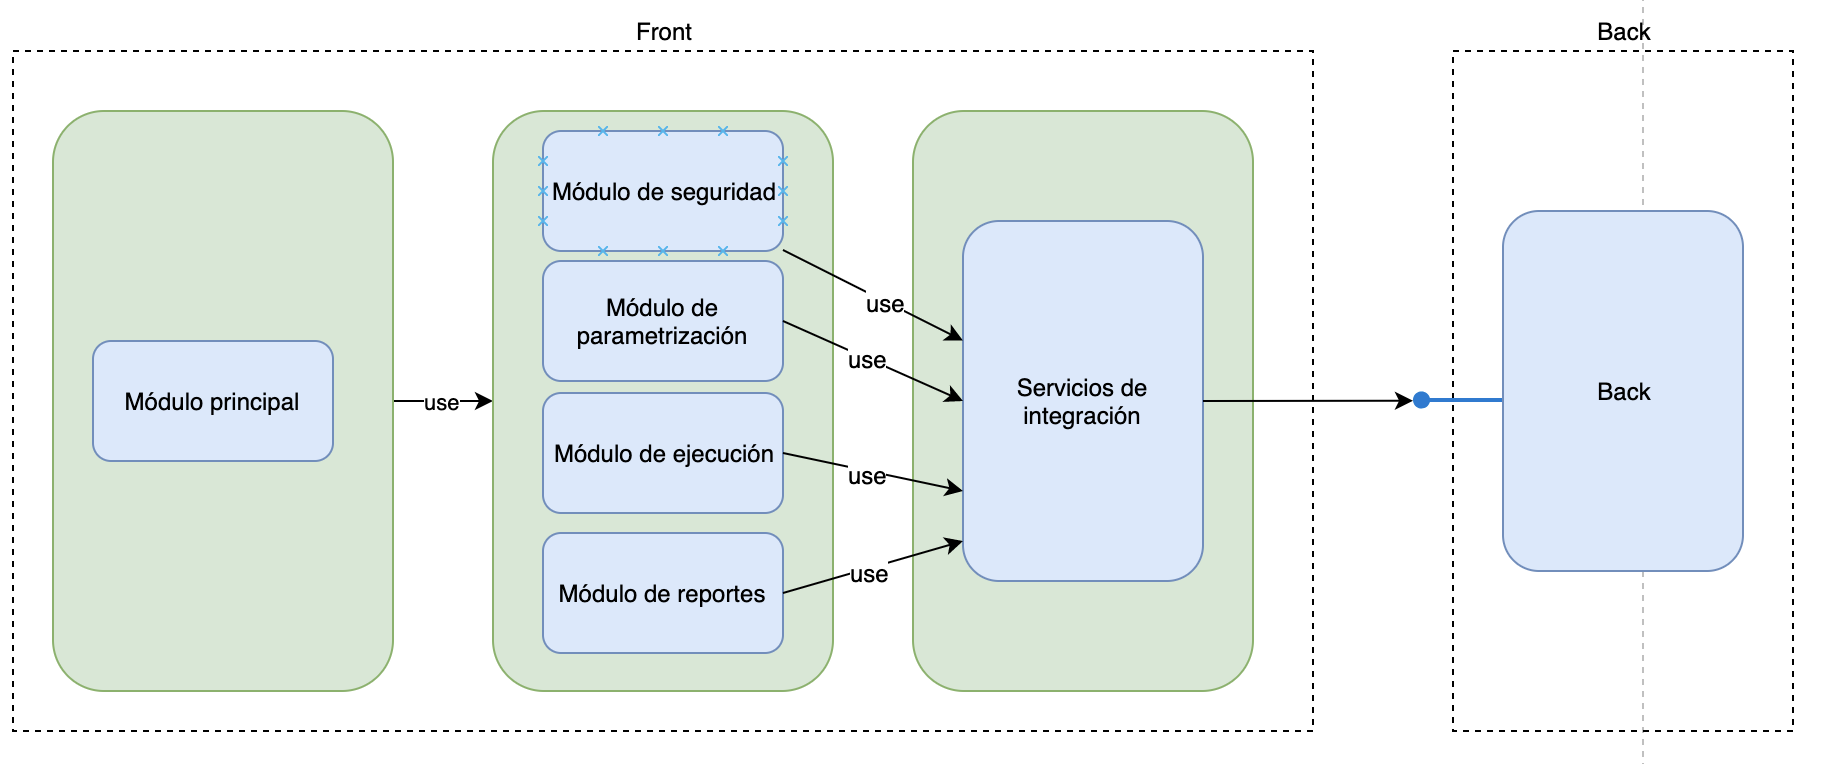 Front
Back
Módulo principal
use
Módulo de seguridad
Módulo de
parametrización
Módulo de ejecución
Módulo de reportes
use
use
use
use
Servicios de
integración
Back